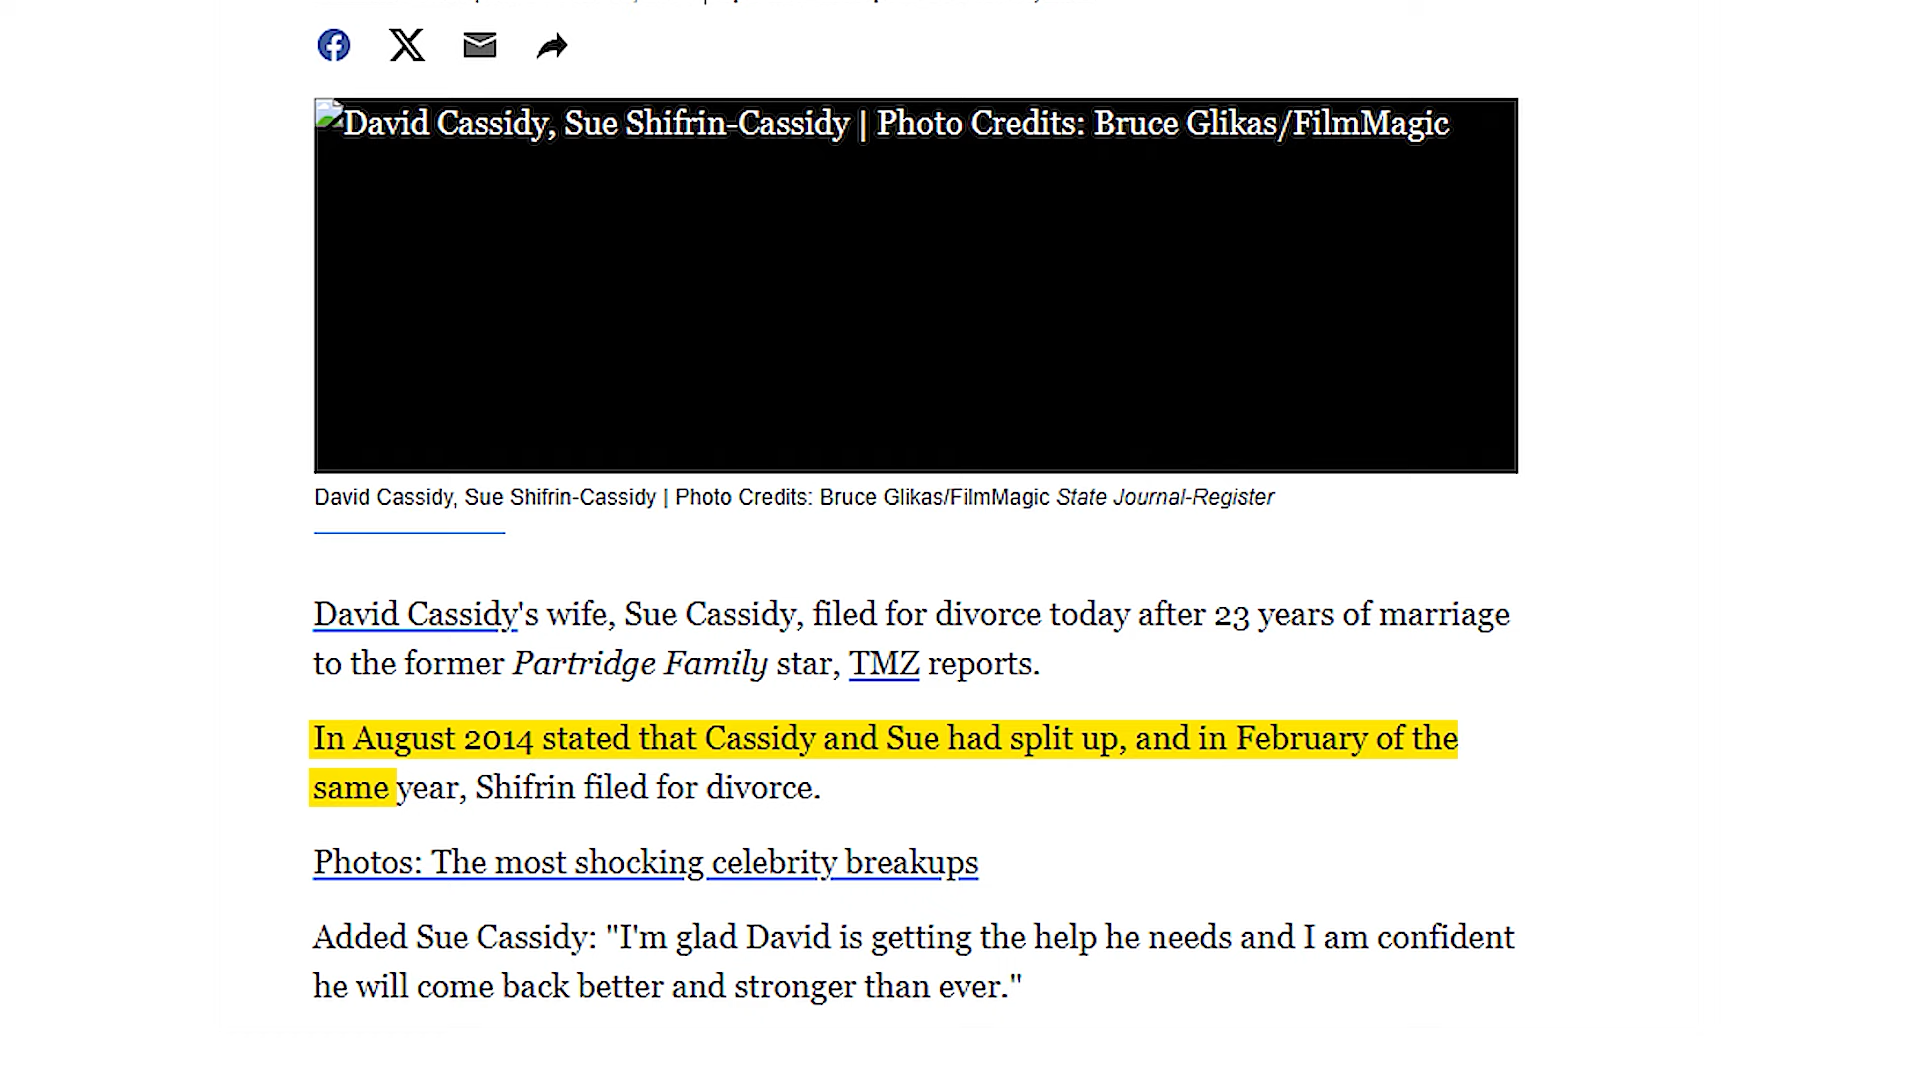 David Cassidy, Sue Shifrin-Cassidy | Photo Credits: Bruce Glikas/FilmMagic
David Cassidy, Sue Shifrin-Cassidy | Photo Credits: Bruce Glikas/FilmMagic State Journal-Register
David Cassidy's wife, Sue Cassidy, filed for divorce today after 23 years of marriage
to the former Partridge Family star, TMZ reports.
In August 2014 stated that Cassidy and Sue had split up, and in February of the
same year, Shifrin filed for divorce.
Photos: The most shocking celebrity breakups
Added Sue Cassidy: "I'm glad David is getting the help he needs and I am confident
he will come back better and stronger than ever."